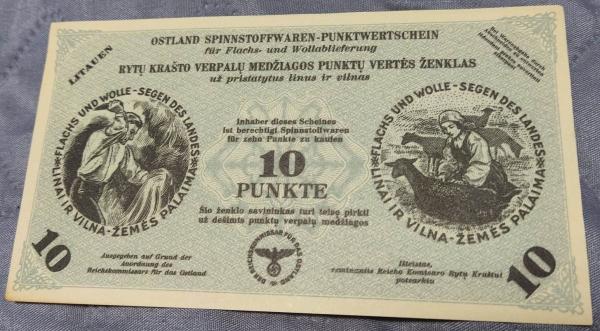 OSTLAND SPINNSTOFFWAREN-PUNKTWERTSCHEIN
für Flachs- und Wollablieferung
RYTŲ KRAŠTO VERPALŲ MEDŽIAGOS PUNKTŲ VERTĖS ŽENKLAS
už pristatytus linus ir vilnas
LITAUEN
FLACHS UND WOLLE - SEGEN DES LANDES
LINAI IR VILNA - ŽEMĖS PALAIMA
Inhaber dieses Scheines
ist berechtigt Spinnstoffwaren
für zehn Punkte zu kaufen
10
PUNKTE
Šio ženklo savininkas turi teisę pirkti
už dešimts punktų verpalų medžiagos
FLACHS UND WOLLE - SEGEN DES LANDES
LINAI IR VILNA - ŽEMĖS PALAIMA
10
Ausgegeben auf Grund der
Anordnung des
Reichskommissars für das Ostland
DER REICHSKOMMISSAR FÜR DAS OSTLAND
Išleistas,
remiantis Reicho Komisaro Rytų Kraštui
potvarkiu
10